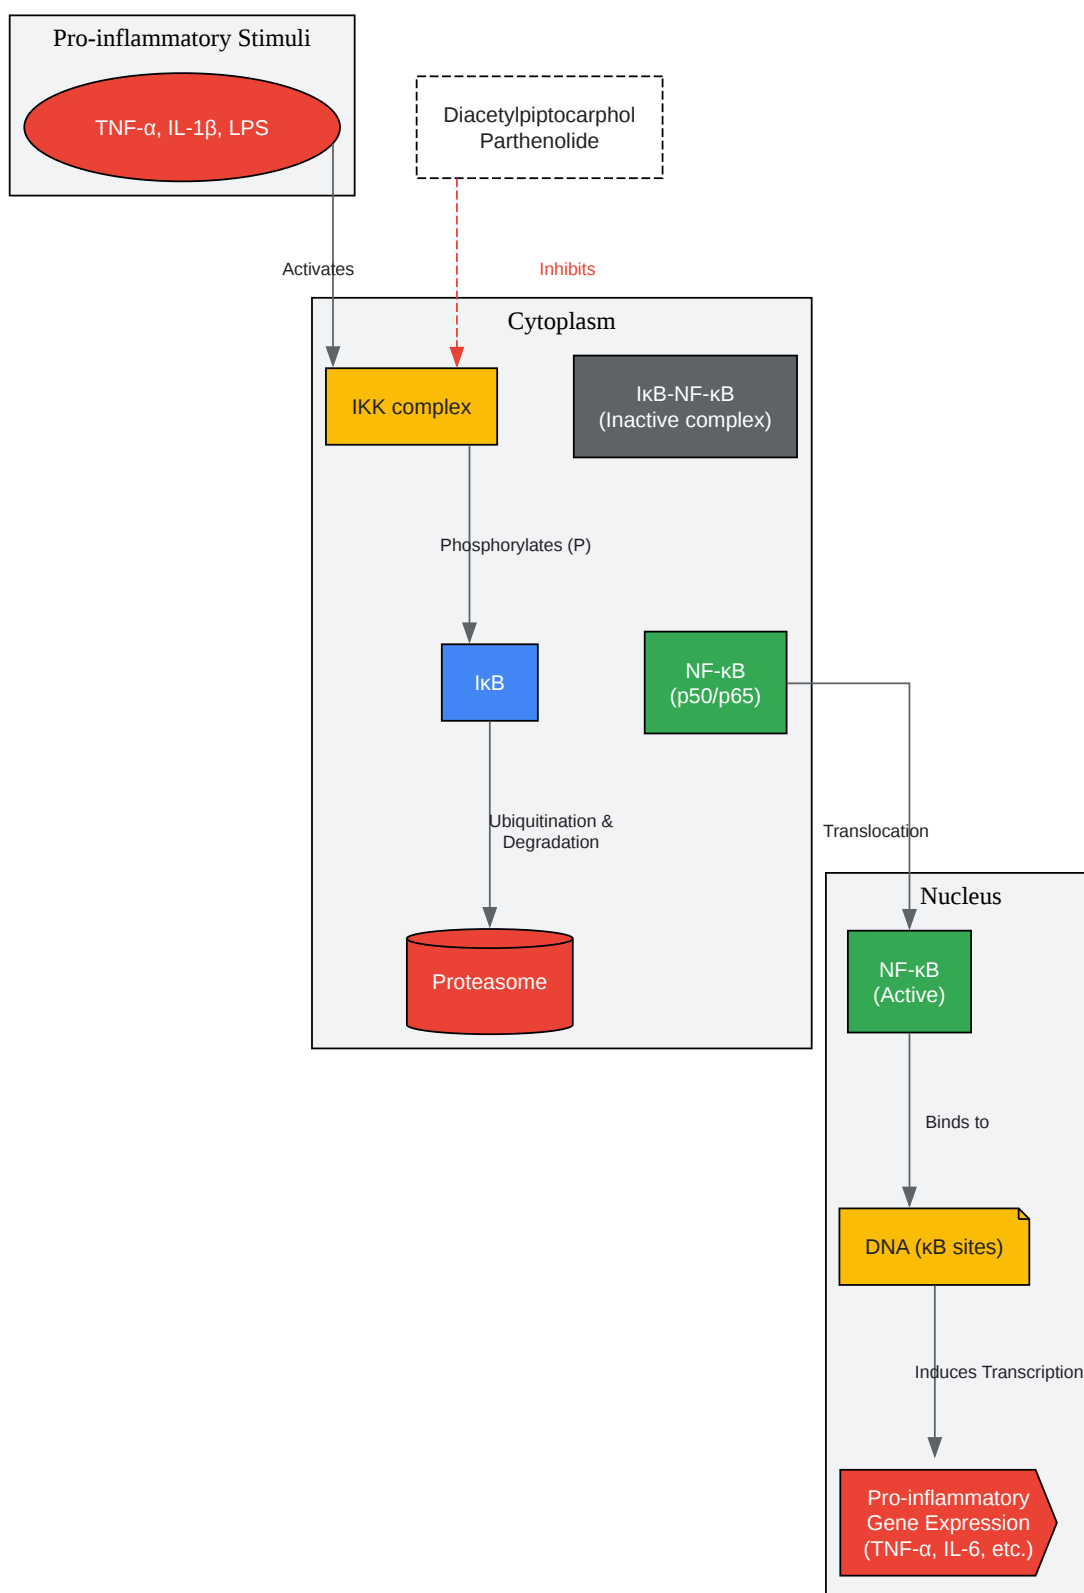 Pro-inflammatory Stimuli
TNF-α, IL-1β, LPS
Diacetylpiptocarphol
Parthenolide
Activates
Inhibits
Cytoplasm
IKK complex
IκB-NF-κB
(Inactive complex)
Phosphorylates (P)
IκB
NF-κB
(p50/p65)
Ubiquitination &
Degradation
Translocation
Nucleus
Proteasome
NF-κB
(Active)
Binds to
DNA (κB sites)
Induces Transcription
Pro-inflammatory
Gene Expression
(TNF-α, IL-6, etc.)